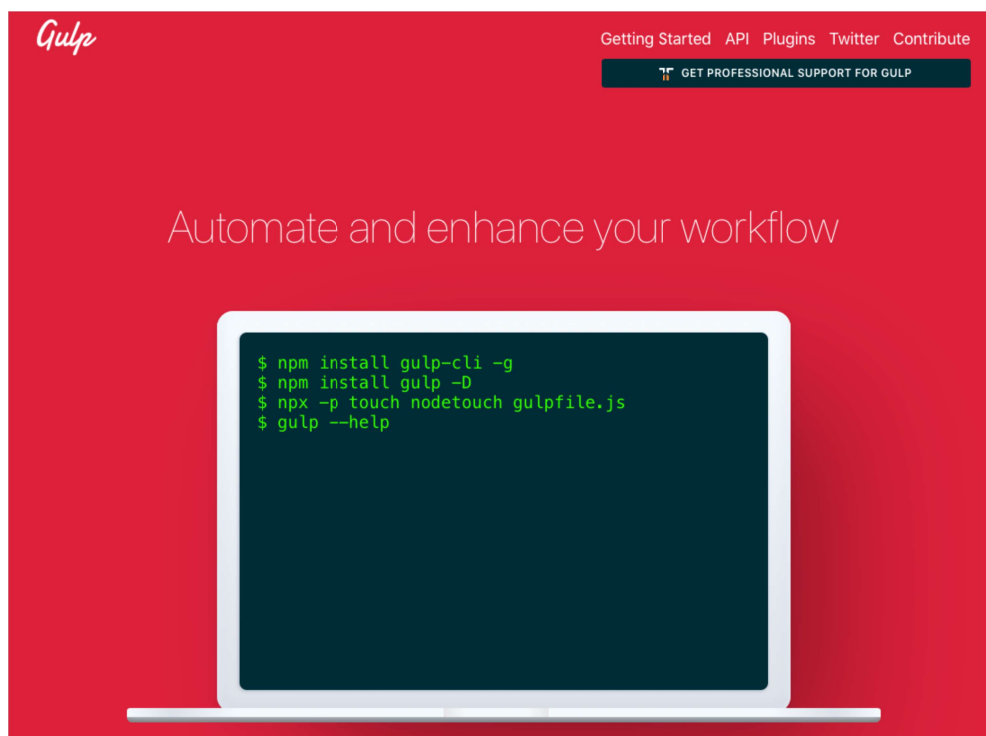 Gulp
Getting Started API Plugins Twitter Contribute
GET PROFESSIONAL SUPPORT FOR GULP
Automate and enhance your workflow
$ npm install gulp-cli -g
$ npm install gulp -D
$ npx -p touch nodetouch gulpfile.js
$ gulp --help